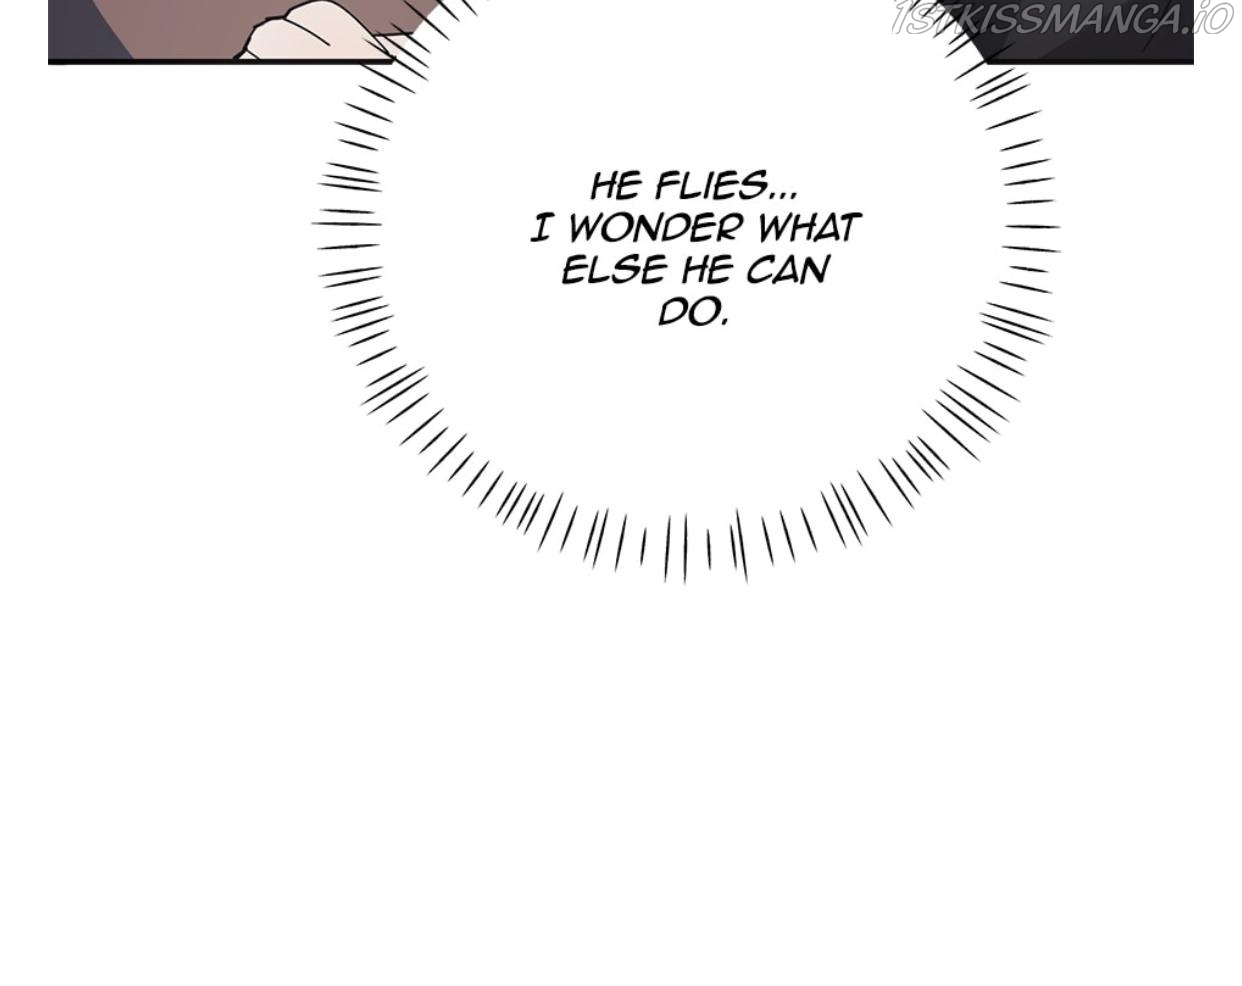 1STKISSMANGA.iO
HE FLIES...
I WONDER WHAT
ELSE HE CAN
DO.